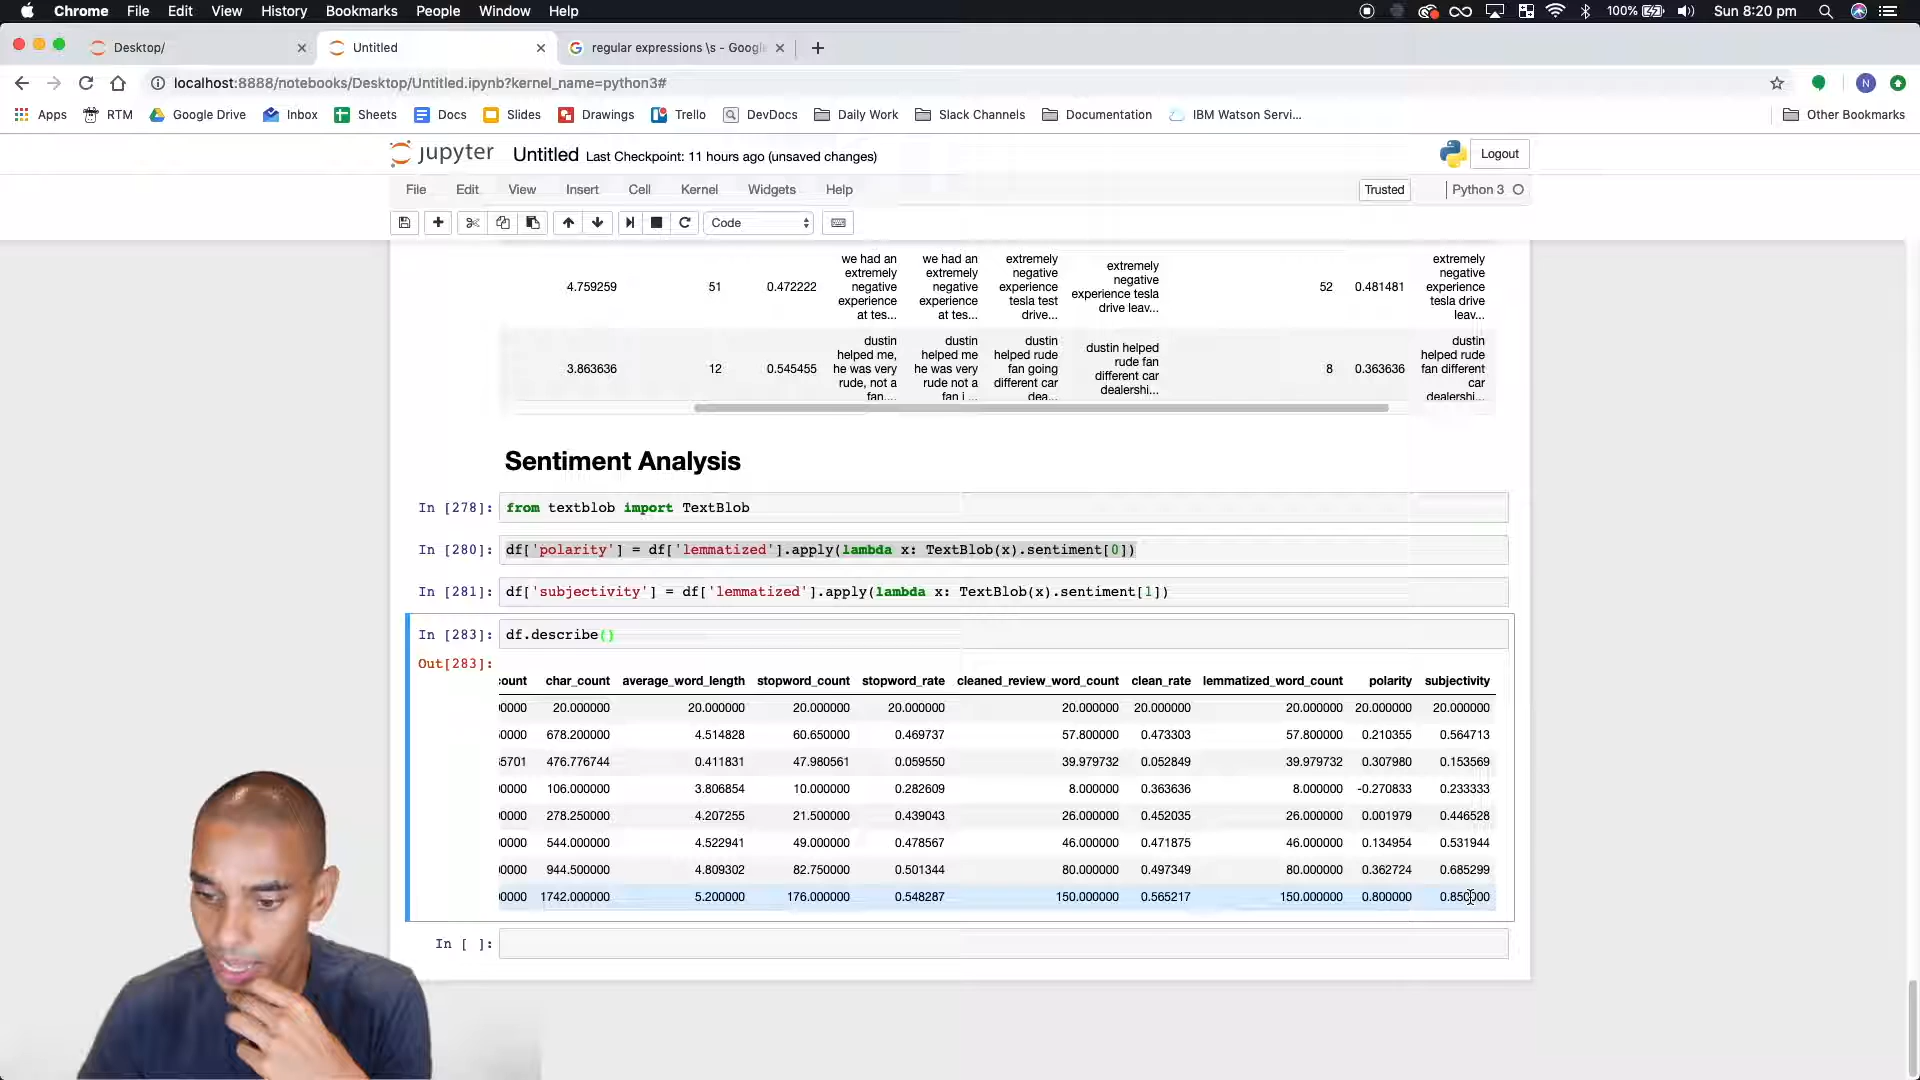 Chrome File Edit View History Bookmarks People Window Help 100% Sun 8:20 pm
Desktop/ Untitled regular expressions \s - Google
localhost:8888/notebooks/Desktop/Untitled.ipynb?kernel_name=python3#
Apps RTM Google Drive Inbox Sheets Docs Slides Drawings Trello DevDocs Daily Work Slack Channels Documentation IBM Watson Servi... Other Bookmarks
jupyter Untitled Last Checkpoint: 11 hours ago (unsaved changes) Logout
File Edit View Insert Cell Kernel Widgets Help Trusted Python 3
Code
we had an we had an extremely extremely
extremely extremely negative extremely negative
4.759259 51 0.472222 negative negative experience negative 52 0.481481 experience
experience experience tesla test experience tesla tesla drive
at tes... at tes... drive... drive leav... leav...
dustin dustin dustin dustin
helped me, helped me helped rude dustin helped helped rude
3.863636 12 0.545455 he was very he was very fan going rude fan 8 0.363636 fan different
rude, not a rude not a different car different car car
fan.... fan i ... dea... dealershi... dealershi...
Sentiment Analysis
In [278]: from textblob import TextBlob
In [280]: df['polarity'] = df['lemmatized'].apply(lambda x: TextBlob(x).sentiment[0])
In [281]: df['subjectivity'] = df['lemmatized'].apply(lambda x: TextBlob(x).sentiment[1])
In [283]: df.describe()
Out[283]:
char_count average_word_length stopword_count stopword_rate cleaned_review_word_count clean_rate lemmatized_word_count polarity subjectivity
20.000000 20.000000 20.000000 20.000000 20.000000 20.000000 20.000000 20.000000 20.000000
678.200000 4.514828 60.650000 0.469737 57.800000 0.473303 57.800000 0.210355 0.564713
476.776744 0.411831 47.980561 0.059550 39.979732 0.052849 39.979732 0.307980 0.153569
106.000000 3.806854 10.000000 0.282609 8.000000 0.363636 8.000000 -0.270833 0.233333
278.250000 4.207255 21.500000 0.439043 26.000000 0.452035 26.000000 0.001979 0.446528
544.000000 4.522941 49.000000 0.478567 46.000000 0.471875 46.000000 0.134954 0.531944
944.500000 4.809302 82.750000 0.501344 80.000000 0.497349 80.000000 0.362724 0.685299
1742.000000 5.200000 176.000000 0.548287 150.000000 0.565217 150.000000 0.800000 0.850000
In [ ]: